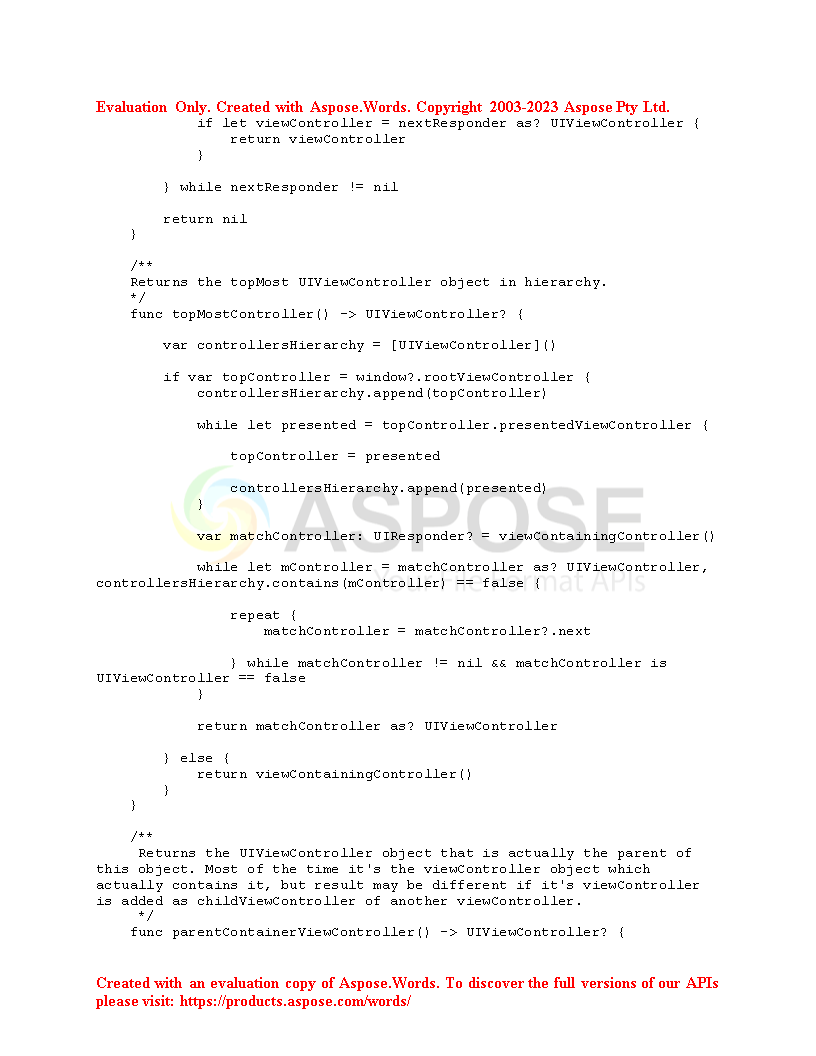 Evaluation Only. Created with Aspose.Words. Copyright 2003-2023 Aspose Pty Ltd.
            if let viewController = nextResponder as? UIViewController {
                return viewController
            }

        } while nextResponder != nil

        return nil
    }

    /**
    Returns the topMost UIViewController object in hierarchy.
    */
    func topMostController() -> UIViewController? {

        var controllersHierarchy = [UIViewController]()

        if var topController = window?.rootViewController {
            controllersHierarchy.append(topController)

            while let presented = topController.presentedViewController {

                topController = presented

                controllersHierarchy.append(presented)
            }
ASPOSE

            var matchController: UIResponder? = viewContainingController()

            while let mController = matchController as? UIViewController,
controllersHierarchy.contains(mController) == false {
Your File Format APIs

                repeat {
                    matchController = matchController?.next

                } while matchController != nil && matchController is
UIViewController == false
            }

            return matchController as? UIViewController

        } else {
            return viewContainingController()
        }
    }

    /**
     Returns the UIViewController object that is actually the parent of
this object. Most of the time it's the viewController object which
actually contains it, but result may be different if it's viewController
is added as childViewController of another viewController.
     */
    func parentContainerViewController() -> UIViewController? {

Created with an evaluation copy of Aspose.Words. To discover the full versions of our APIs
please visit: https://products.aspose.com/words/